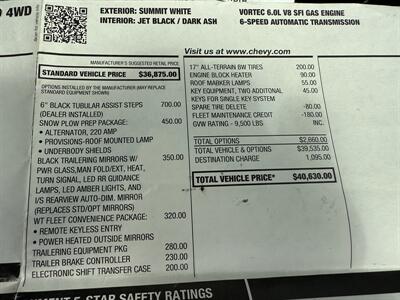 4WD
EXTERIOR: SUMMIT WHITE
INTERIOR: JET BLACK / DARK ASH
VORTEC 6.0L V8 SFI GAS ENGINE
6-SPEED AUTOMATIC TRANSMISSION
Visit us at www.chevy.com
MANUFACTURER'S SUGGESTED RETAIL PRICE
STANDARD VEHICLE PRICE $36,875.00
OPTIONS INSTALLED BY THE MANUFACTURER (MAY REPLACE
STANDARD EQUIPMENT SHOWN)
6" BLACK TUBULAR ASSIST STEPS 700.00
(DEALER INSTALLED)
SNOW PLOW PREP PACKAGE: 450.00
• ALTERNATOR, 220 AMP
• PROVISIONS-ROOF MOUNTED LAMP
• UNDERBODY SHIELDS
BLACK TRAILERING MIRRORS W/ 350.00
PWR GLASS,MAN FOLD/EXT, HEAT,
TURN SIGNAL, LED RR GUIDANCE
LAMPS, LED AMBER LIGHTS, AND
I/S REARVIEW AUTO-DIM. MIRROR
(REPLACES STD/OPT MIRRORS)
WT FLEET CONVENIENCE PACKAGE: 320.00
• REMOTE KEYLESS ENTRY
• POWER HEATED OUTSIDE MIRRORS
TRAILERING EQUIPMENT PKG 280.00
TRAILER BRAKE CONTROLLER 230.00
ELECTRONIC SHIFT TRANSFER CASE 200.00
17" ALL-TERRAIN BW TIRES 200.00
ENGINE BLOCK HEATER 90.00
ROOF MARKER LAMPS 55.00
KEY EQUIPMENT, TWO ADDITONAL 45.00
KEYS FOR SINGLE KEY SYSTEM
SPARE TIRE DELETE -80.00
FLEET MAINTENANCE CREDIT -180.00
GVW RATING - 9,500 LBS INC.
TOTAL OPTIONS $2,660.00
TOTAL VEHICLE & OPTIONS $39,535.00
DESTINATION CHARGE 1,095.00
TOTAL VEHICLE PRICE* $40,630.00
5-STAR SAFETY RATINGS